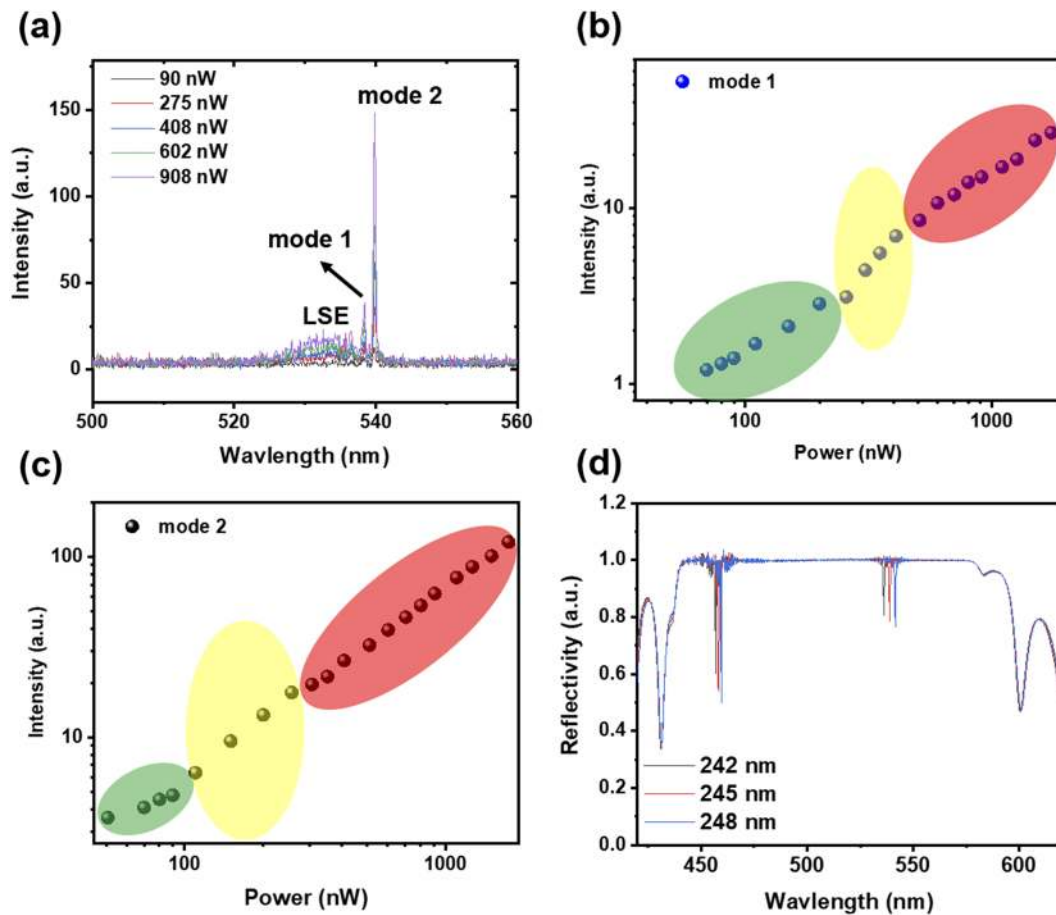 (a)
90 nW
275 nW
408 nW
602 nW
908 nW
mode 2
mode 1
LSE
Intensity (a.u.)
150
100
50
0
500
520
540
560
Wavlength (nm)
(b)
mode 1
Intensity (a.u.)
10
1
100
1000
Power (nW)
(c)
mode 2
Intensity (a.u.)
100
10
100
1000
Power (nW)
(d)
Reflectivity (a.u.)
1.2
1.0
0.8
0.6
0.4
0.2
0.0
242 nm
245 nm
248 nm
450
500
550
600
Wavlength (nm)